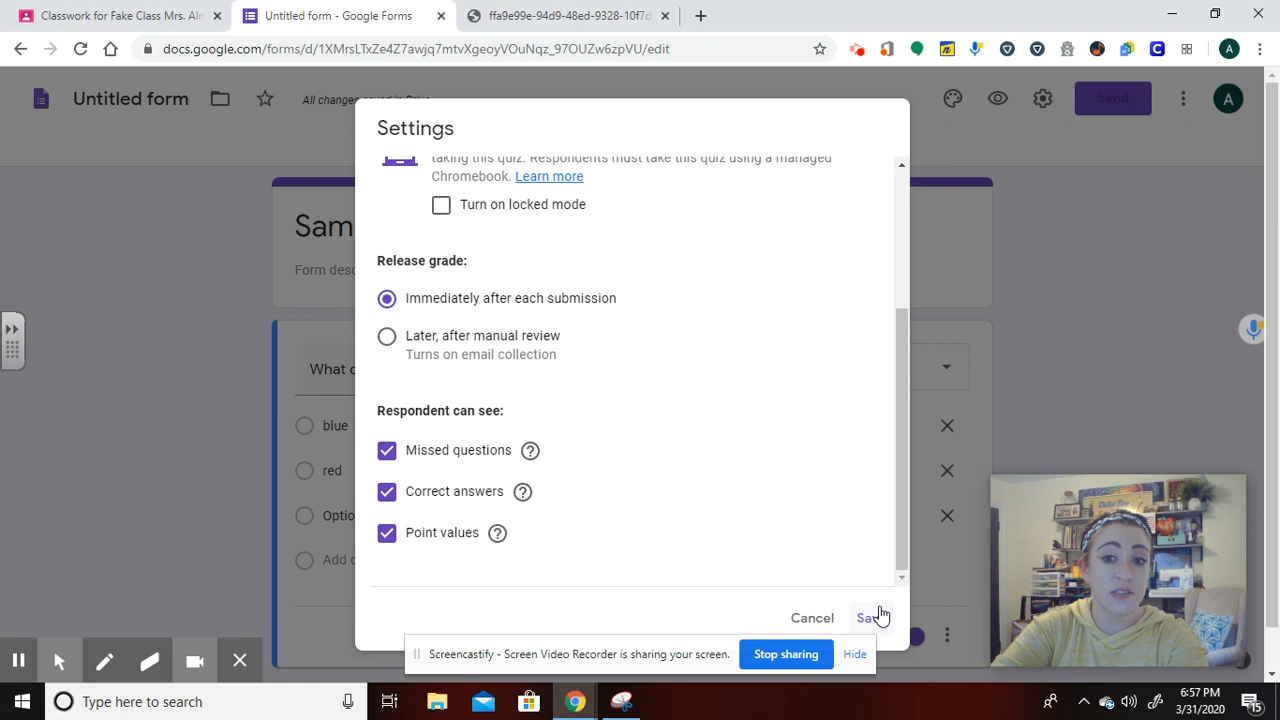 Classwork for Fake Class Mrs. Aln
Untitled form - Google Forms
ffa9e99e-94d9-48ed-9328-10f7d
docs.google.com/forms/d/1XMrsLTxZe4Z7awjq7mtvXgeoyVOuNqz_97OUZw6zpVU/edit
Untitled form
All changes saved in Drive
Send
A
Settings
taking this quiz. Respondents must take this quiz using a managed
Chromebook. Learn more
Turn on locked mode
Sam
Form desc
Release grade:
Immediately after each submission
Later, after manual review
Turns on email collection
What c
blue
red
Optio
Add o
Respondent can see:
Missed questions
Correct answers
Point values
Cancel
Screencastify - Screen Video Recorder is sharing your screen.
Stop sharing
Hide
Type here to search
6:57 PM
3/31/2020
15